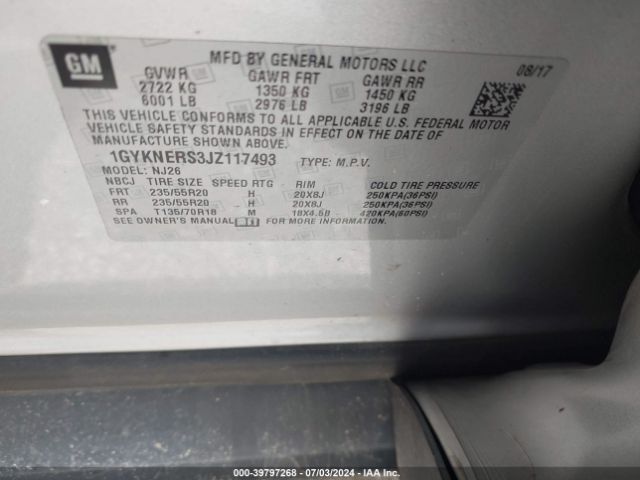 GM
MFD BY GENERAL MOTORS LLC
08/17
GVWR GAWR FRT GAWR RR
2722 KG 1350 KG 1450 KG
6001 LB 2976 LB 3196 LB
THIS VEHICLE CONFORMS TO ALL APPLICABLE U.S. FEDERAL MOTOR
VEHICLE SAFETY STANDARDS IN EFFECT ON THE DATE OF
MANUFACTURE SHOWN ABOVE.
1GYKNERS3JZ117493 TYPE: M.P.V.
MODEL: NJ26
NBCJ TIRE SIZE SPEED RTG RIM COLD TIRE PRESSURE
FRT 235/55R20 H 20X8J 250KPA(36PSI)
RR 235/55R20 H 20X8J 250KPA(36PSI)
SPA T135/70R18 M 18X4.5B 420KPA(60PSI)
SEE OWNER'S MANUAL FOR MORE INFORMATION.
000-39797268 - 07/03/2024 - IAA Inc.